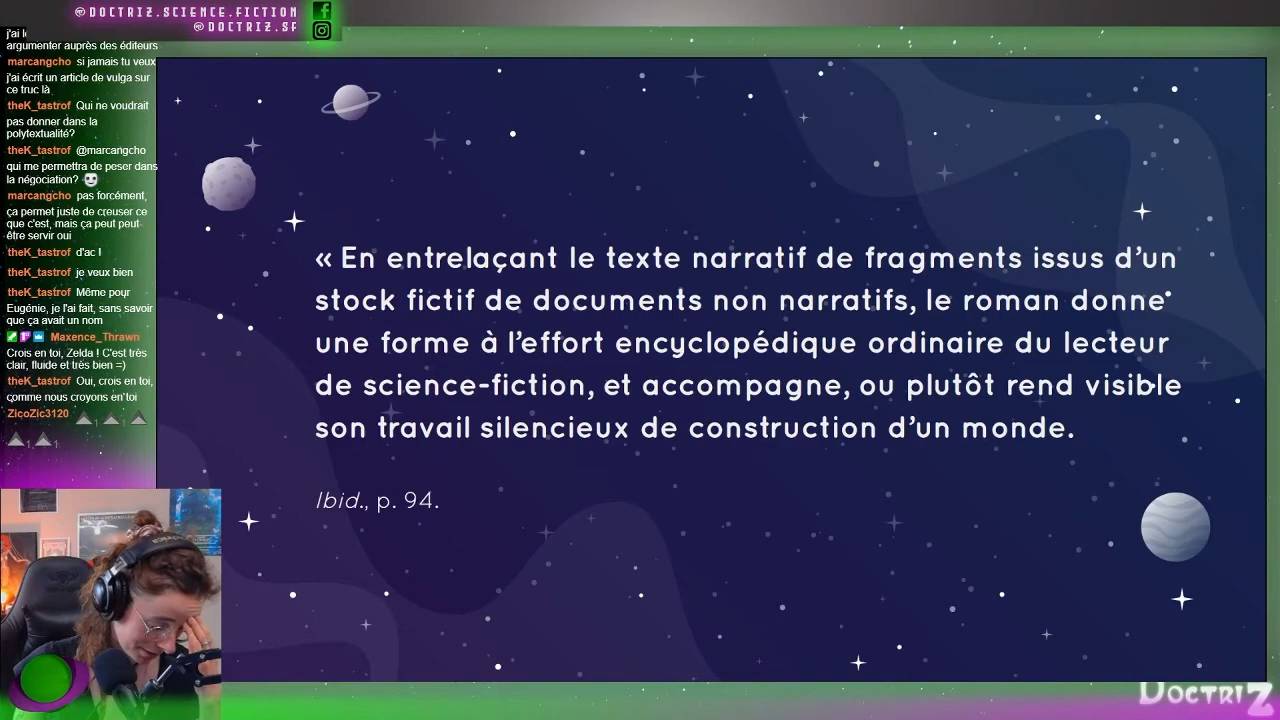 @DOCTRIZ.SCIENCE.FICTION
@DOCTRIZ.SF
j'ai
argumenter auprès des éditeurs
marcangcho si jamais tu veux
j'ai écrit un article de vulga sur
ce truc là
theK_tastrof Qui ne voudrait
pas donner dans la
polytextualité?
theK_tastrof @marcangcho
qui me permettra de peser dans
la négociation?
marcangcho pas forcément,
ça permet juste de creuser ce
que c'est, mais ça peut peut-
être servir oui
theK_tastrof d'ac !
theK_tastrof je veux bien
theK_tastrof Même pour
Eugénie, je l'ai fait, sans savoir
que ça avait un nom
Maxence_Thrawn
Crois en toi, Zelda ! C'est très
clair, fluide et très bien =)
theK_tastrof Oui, crois en toi,
comme nous croyons en toi
ZicoZic3120 1 1
1 1
« En entrelaçant le texte narratif de fragments issus d'un
stock fictif de documents non narratifs, le roman donne
une forme à l'effort encyclopédique ordinaire du lecteur
de science-fiction, et accompagne, ou plutôt rend visible
son travail silencieux de construction d'un monde.
Ibid., p. 94.
DOCTRIZ